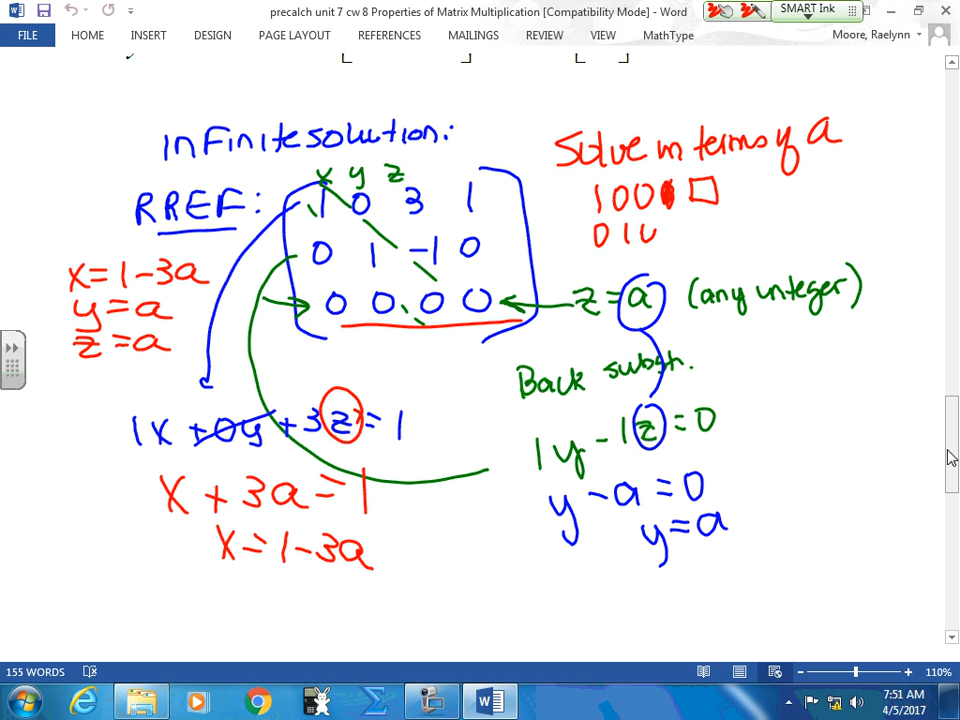 precalch unit 7 cw 8 Properties of Matrix Multiplication [Compatibility Mode] - Word
SMART Ink
FILE HOME INSERT DESIGN PAGE LAYOUT REFERENCES MAILINGS REVIEW VIEW MathType Moore, Raelynn
Infinite solution:
Solve in terms of a
x y z
RREF: 1 0 3 1
1 0 0 □
0 1 -1 0
0 1 0
0 0 0 0
z = a (any integer)
x = 1 - 3a
y = a
z = a
Back subst.
1x + 0y + 3z = 1
1y - 1z = 0
x + 3a = 1
y - a = 0
x = 1 - 3a
y = a
155 WORDS
110%
7:51 AM
4/5/2017